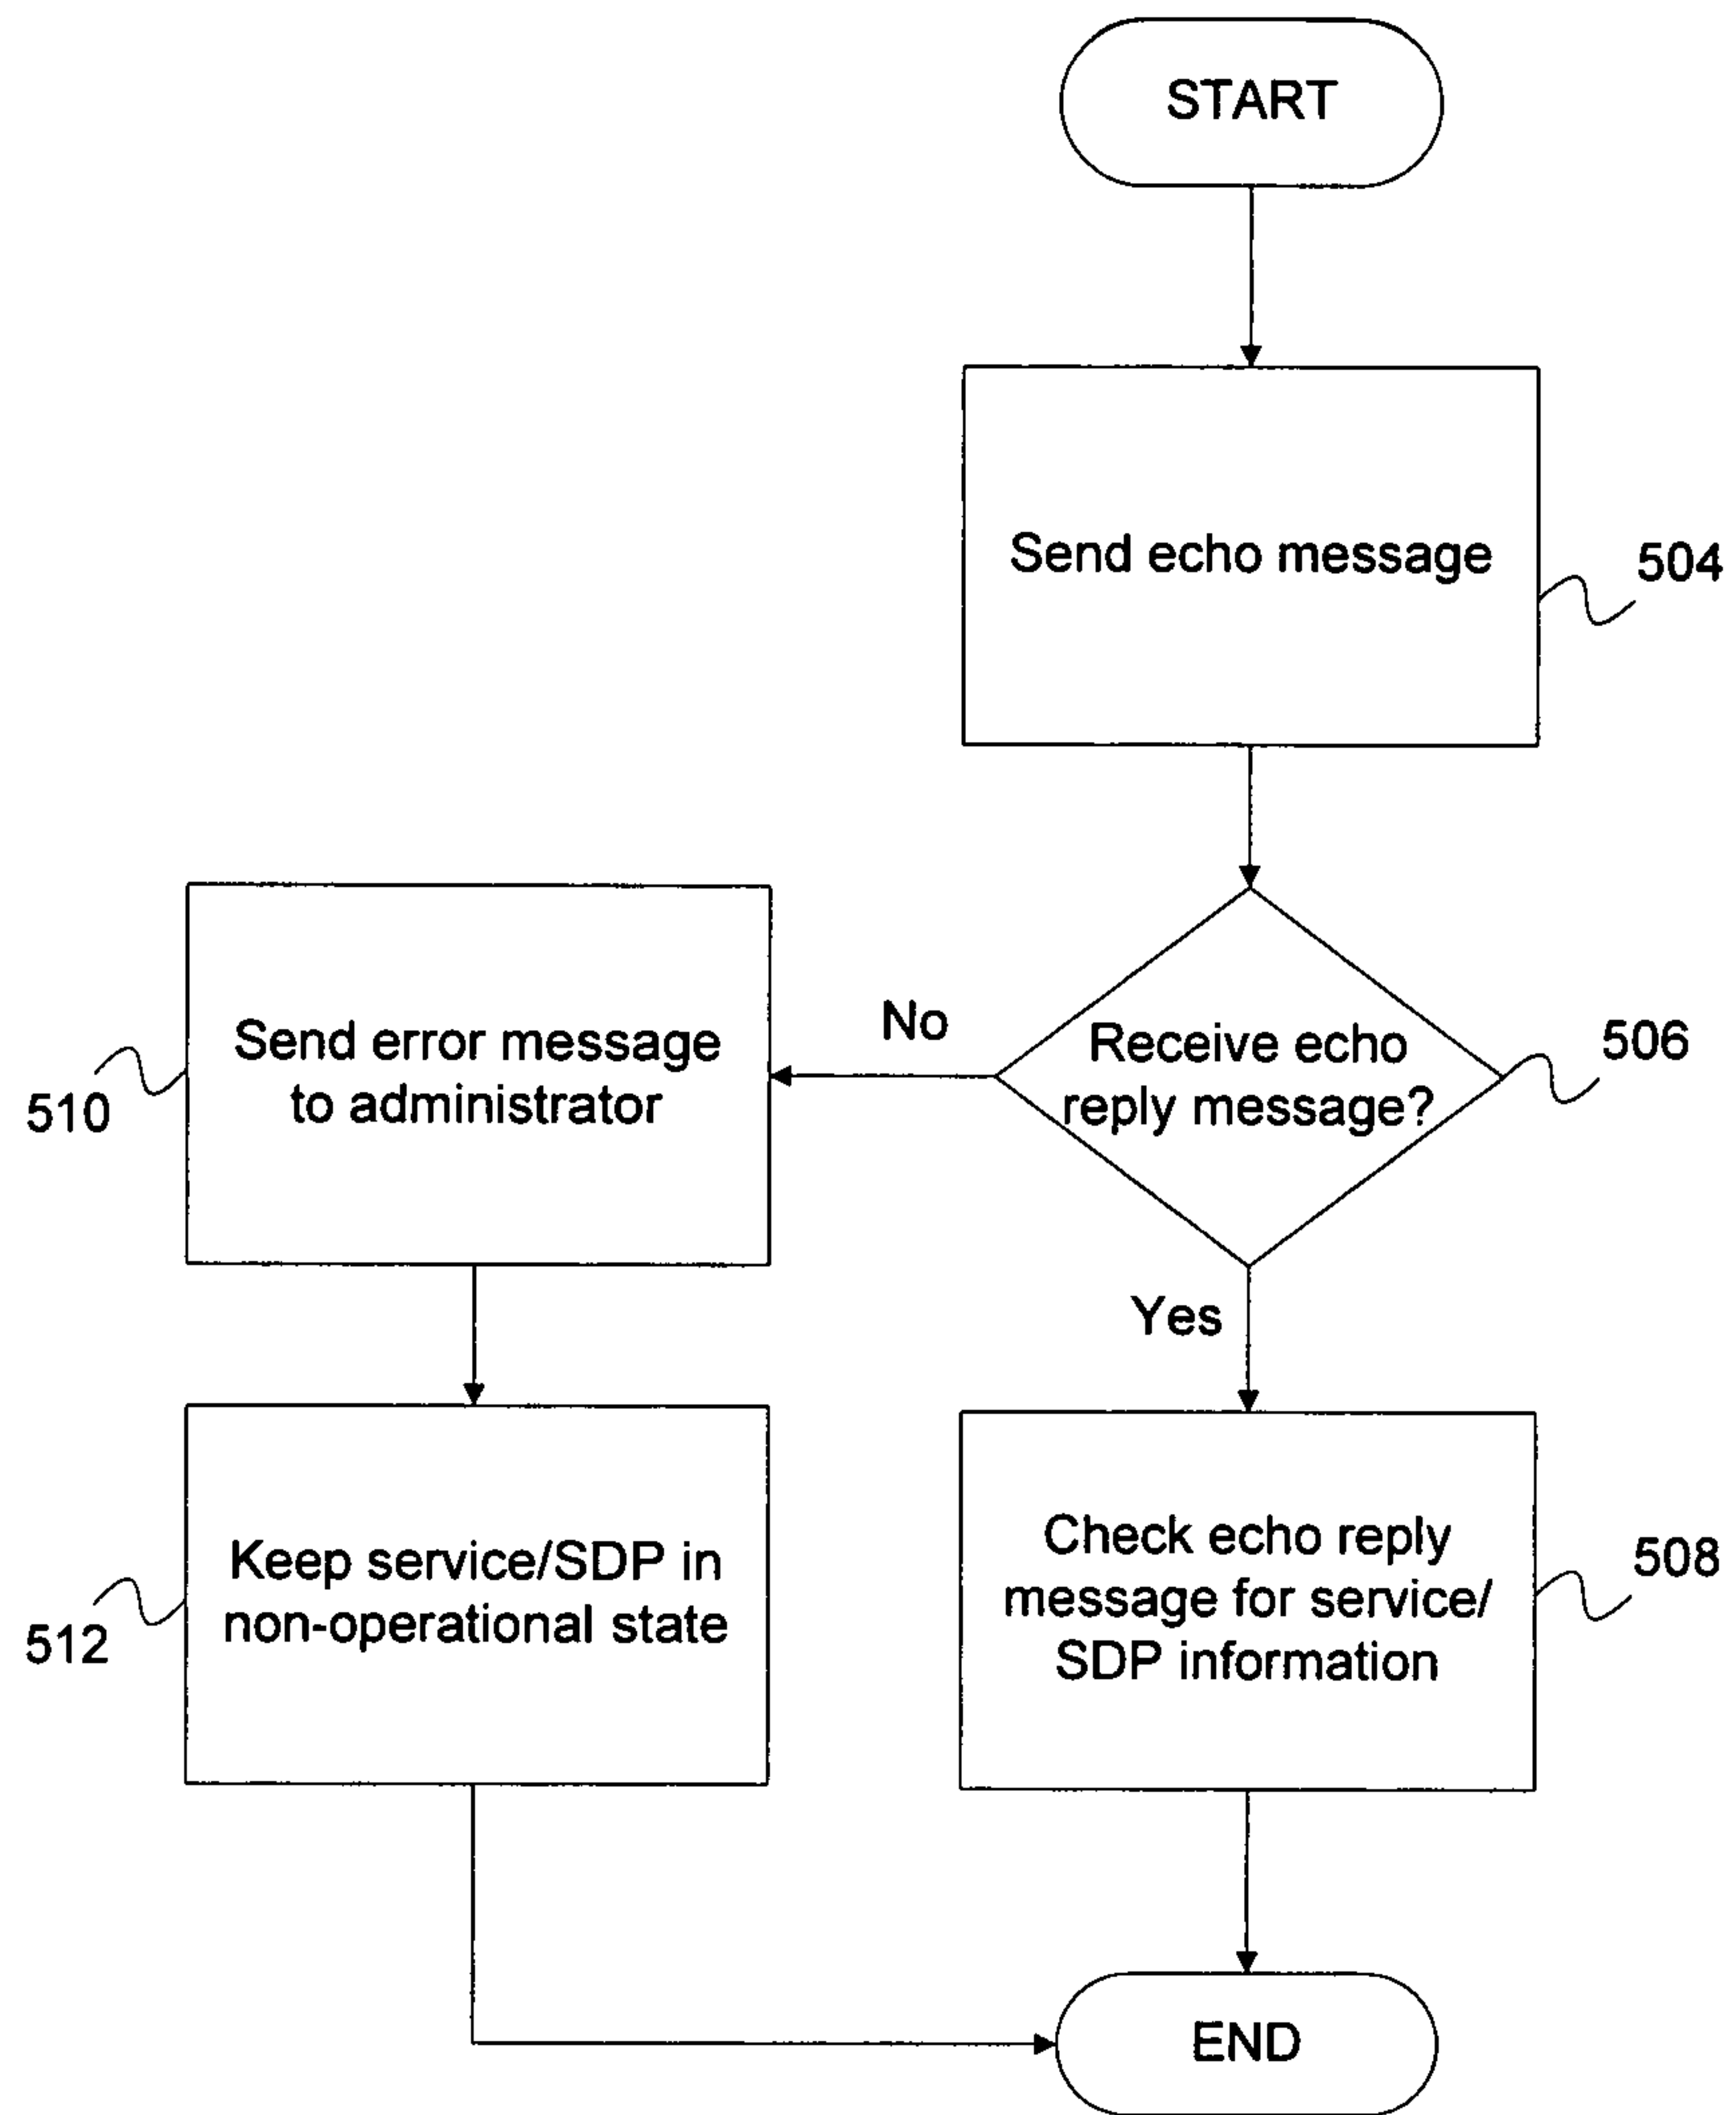 START
Send echo message
504
Receive echo
reply message?
506
No
Send error message
to administrator
510
Yes
Keep service/SDP in
non-operational state
512
Check echo reply
message for service/
SDP information
508
END